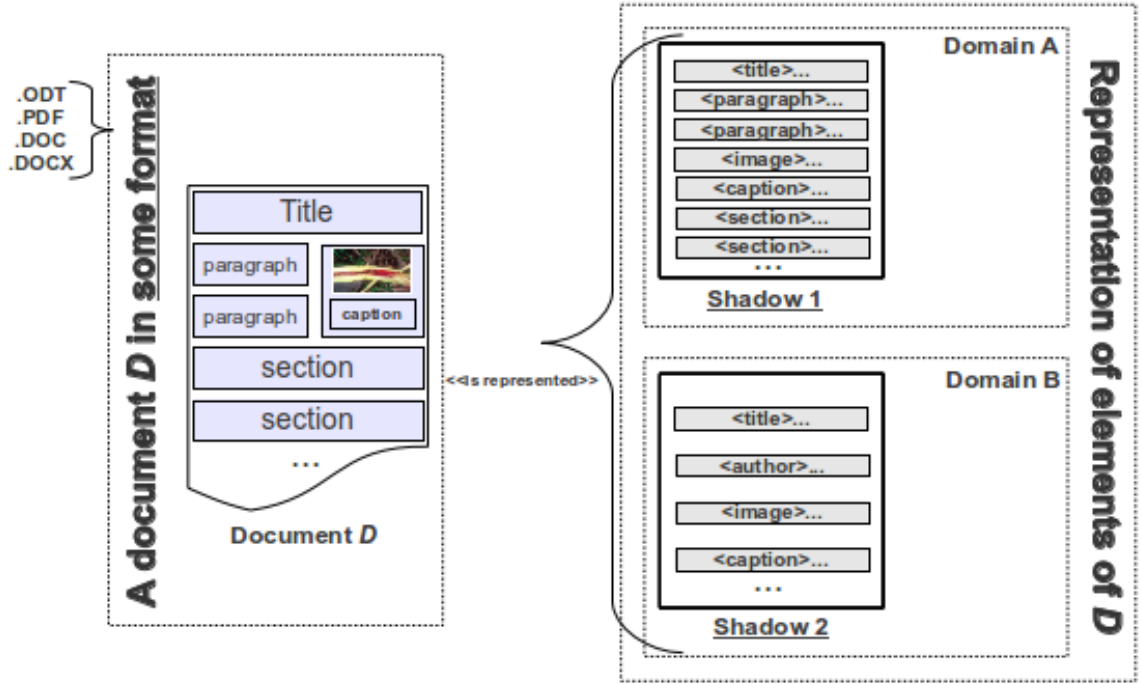 .ODT
.PDF
.DOC
.DOCX
A document D in some format
Title
paragraph
paragraph
caption
section
section
...
Document D
<<Is represented>>
Domain A
<title>...
<paragraph>...
<paragraph>...
<image>...
<caption>...
<section>...
<section>...
...
Shadow 1
Domain B
<title>...
<author>...
<image>...
<caption>...
...
Shadow 2
Representation of elements of D